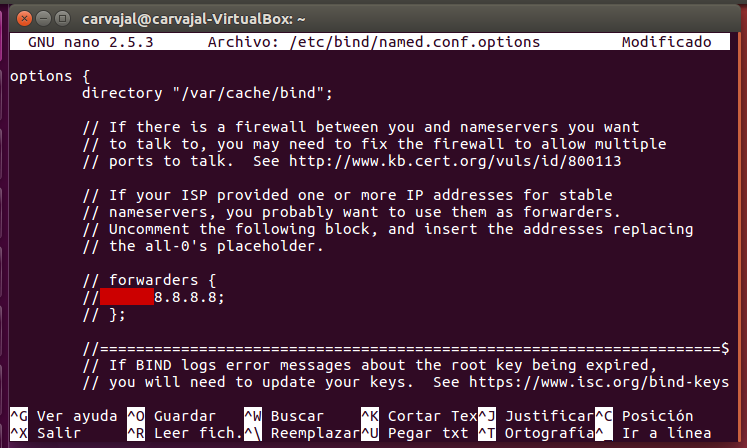 carvajal@carvajal-VirtualBox: ~
GNU nano 2.5.3 Archivo: /etc/bind/named.conf.options Modificado
options {
directory "/var/cache/bind";
// If there is a firewall between you and nameservers you want
// to talk to, you may need to fix the firewall to allow multiple
// ports to talk.  See http://www.kb.cert.org/vuls/id/800113
// If your ISP provided one or more IP addresses for stable
// nameservers, you probably want to use them as forwarders.
// Uncomment the following block, and insert the addresses replacing
// the all-0's placeholder.
// forwarders {
// 8.8.8.8;
// };
//=====================================================================$
// If BIND logs error messages about the root key being expired,
// you will need to update your keys.  See https://www.isc.org/bind-keys
^G Ver ayuda ^O Guardar ^W Buscar ^K Cortar Tex ^J Justificar ^C Posición
^X Salir ^R Leer fich. ^\ Reemplazar ^U Pegar txt ^T Ortografía ^_ Ir a línea